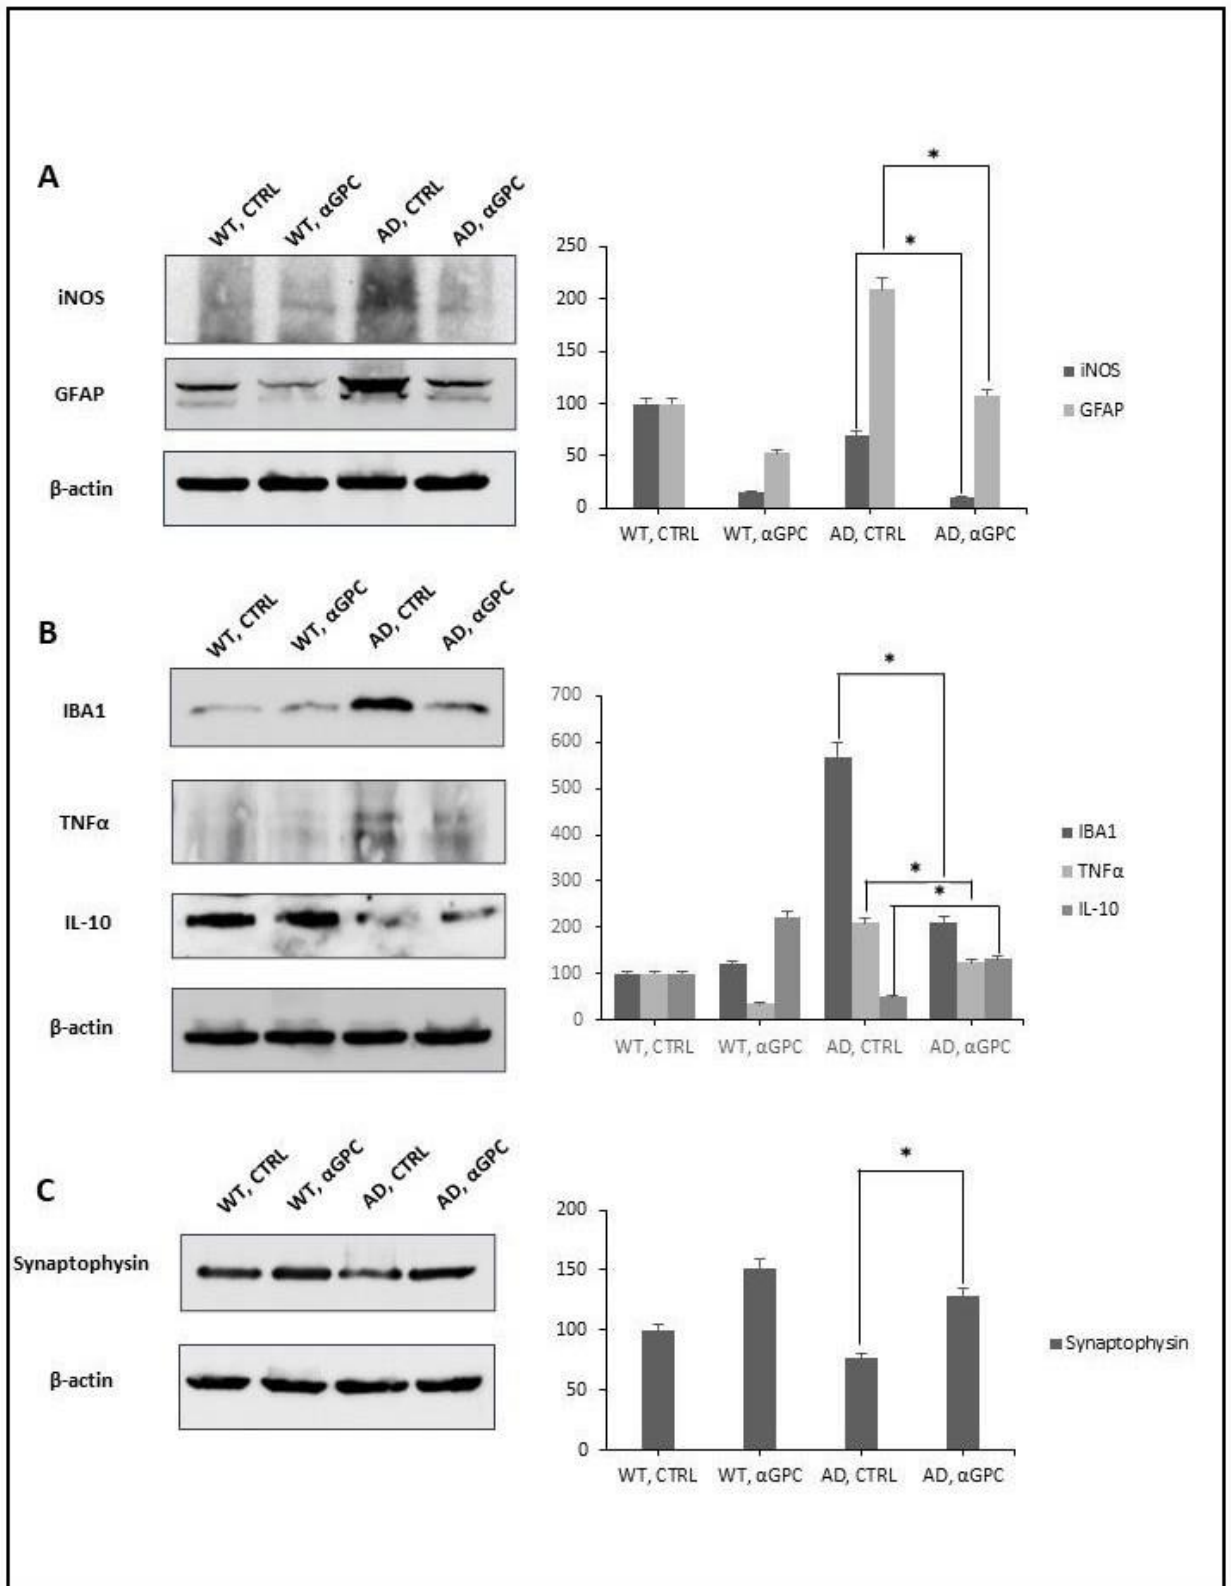 A
WT, CTRL
WT, αGPC
AD, CTRL
AD, αGPC
iNOS
GFAP
β-actin
*
*
250
200
150
100
50
0
WT, CTRL
WT, αGPC
AD, CTRL
AD, αGPC
iNOS
GFAP
B
WT, CTRL
WT, αGPC
AD, CTRL
AD, αGPC
IBA1
TNFα
IL-10
β-actin
*
*
*
700
600
500
400
300
200
100
0
WT, CTRL
WT, αGPC
AD, CTRL
AD, αGPC
IBA1
TNFα
IL-10
C
WT, CTRL
WT, αGPC
AD, CTRL
AD, αGPC
Synaptophysin
β-actin
*
200
150
100
50
0
WT, CTRL
WT, αGPC
AD, CTRL
AD, αGPC
Synaptophysin